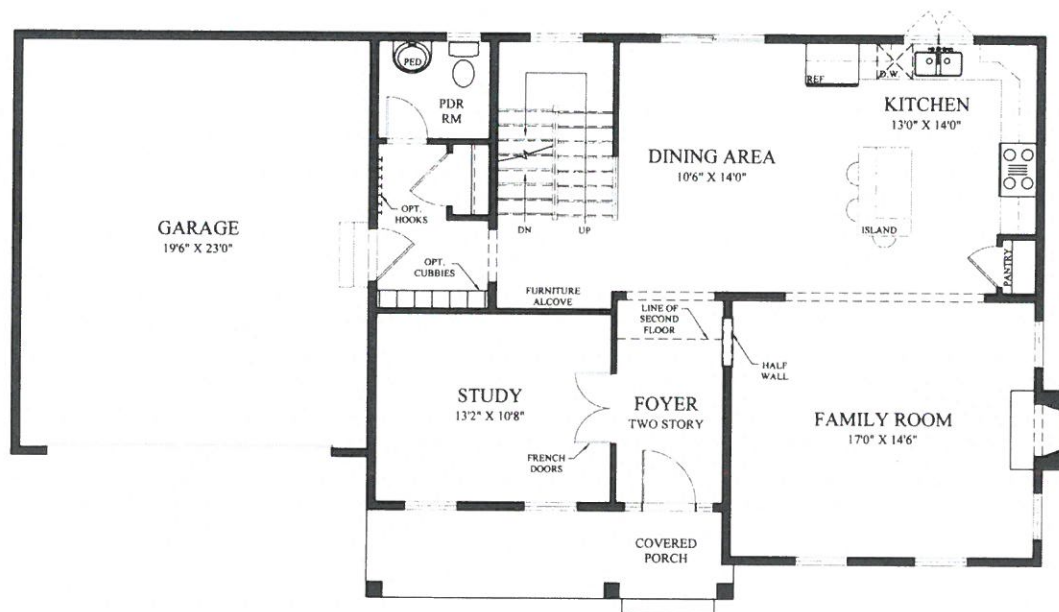 PED
PDR
RM
REF
D.W.
KITCHEN
13'0" X 14'0"
DINING AREA
10'6" X 14'0"
OPT.
HOOKS
GARAGE
19'6" X 23'0"
DN
UP
ISLAND
OPT.
CUBBIES
PANTRY
FURNITURE
ALCOVE
LINE OF
SECOND
FLOOR
HALF
WALL
STUDY
13'2" X 10'8"
FOYER
TWO STORY
FAMILY ROOM
17'0" X 14'6"
FRENCH
DOORS
COVERED
PORCH